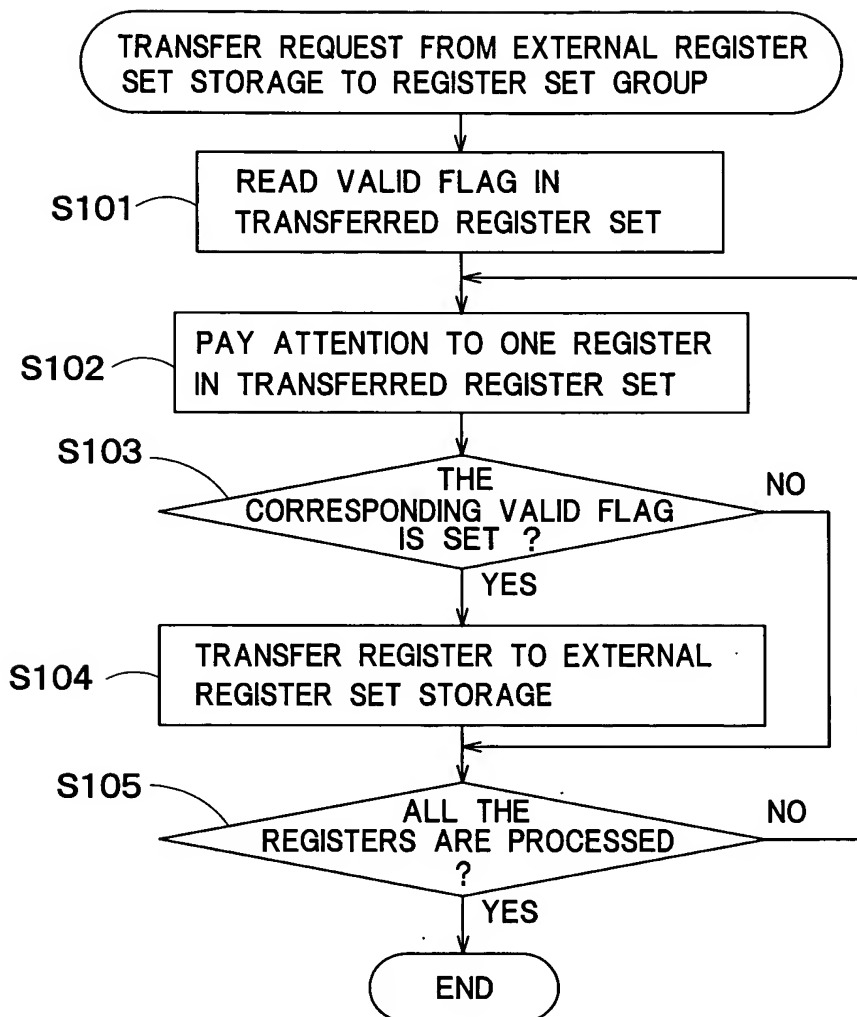 TRANSFER REQUEST FROM EXTERNAL REGISTER
SET STORAGE TO REGISTER SET GROUP
S101
READ VALID FLAG IN
TRANSFERRED REGISTER SET
S102
PAY ATTENTION TO ONE REGISTER
IN TRANSFERRED REGISTER SET
S103
THE
CORRESPONDING VALID FLAG
IS SET ?
NO
YES
S104
TRANSFER REGISTER TO EXTERNAL
REGISTER SET STORAGE
S105
ALL THE
REGISTERS ARE PROCESSED
?
NO
YES
END